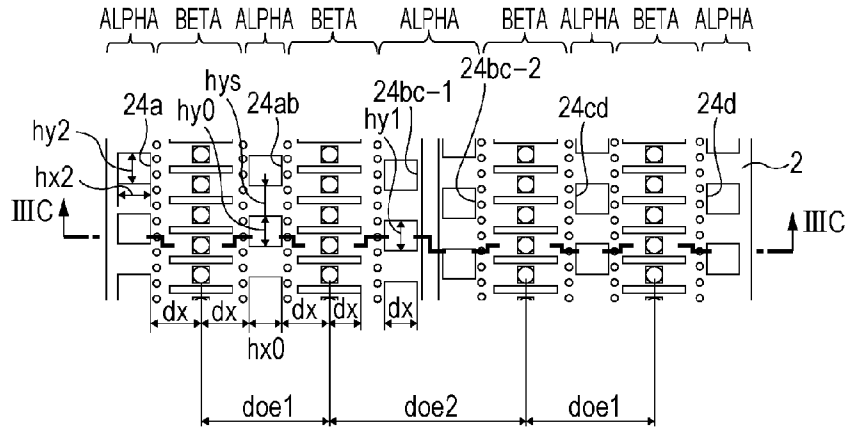 ALPHA BETA ALPHA BETA ALPHA BETA ALPHA BETA ALPHA
24bc-2
hys
24bc-1
24a hy0 24ab hy1 24cd 24d
hy2
2
hx2
IIIC IIIC
dx dx dx dx dx
hx0
doe1 doe2 doe1